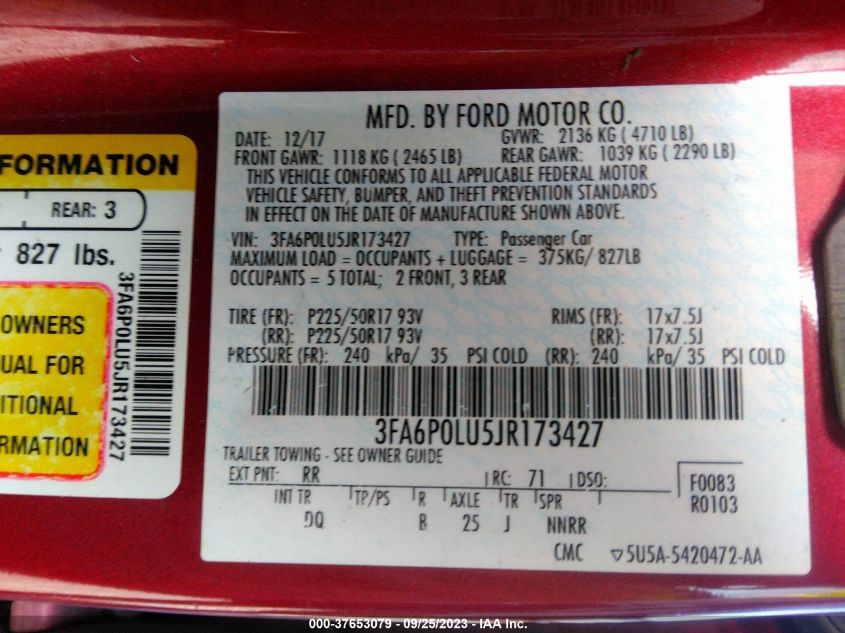 FORMATION
REAR: 3
827 lbs.
OWNERS
UAL FOR
ITIONAL
RMATION
3FA6P0LU5JR173427
MFD. BY FORD MOTOR CO.
DATE: 12/17 GVWR: 2136 KG ( 4710 LB)
FRONT GAWR: 1118 KG ( 2465 LB) REAR GAWR: 1039 KG ( 2290 LB)
THIS VEHICLE CONFORMS TO ALL APPLICABLE FEDERAL MOTOR
VEHICLE SAFETY, BUMPER, AND THEFT PREVENTION STANDARDS
IN EFFECT ON THE DATE OF MANUFACTURE SHOWN ABOVE.
VIN: 3FA6P0LU5JR173427 TYPE: Passenger Car
MAXIMUM LOAD = OCCUPANTS + LUGGAGE = 375KG/ 827LB
OCCUPANTS = 5 TOTAL; 2 FRONT, 3 REAR
TIRE (FR): P225/50R17 93V RIMS (FR): 17x7.5J
(RR): P225/50R17 93V (RR): 17x7.5J
PRESSURE (FR): 240 kPa/ 35 PSI COLD (RR): 240 kPa/ 35 PSI COLD
3FA6P0LU5JR173427
TRAILER TOWING - SEE OWNER GUIDE
EXT PNT: RR RC: 71 DSO: F0083
R0103
INT TR TP/PS R AXLE TR SPR
DQ B 25 J NNRR
CMC ▽5U5A-5420472-AA
000-37653079 - 09/25/2023 - IAA Inc.